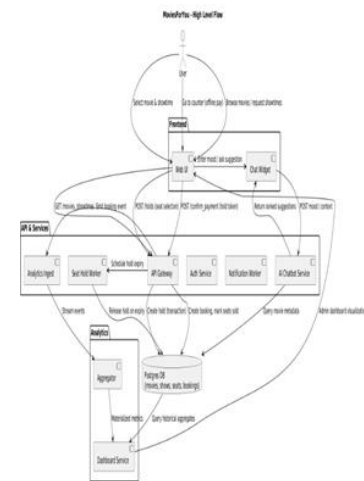 MoviesForYou - High Level Flow
User
Select movie & showtime
Go to counter (offline pay)
Browse movies / request showtimes
Frontend
Web UI
Enter mood / ask suggestion
Chat Widget
GET /movies, /showtimes
Emit booking event
POST /holds (seat selection)
POST /confirm_payment (hold token)
Return ranked suggestions
POST mood / context
API & Services
Analytics Ingest
Seat Hold Worker
Schedule hold expiry
API Gateway
Auth Service
Notification Worker
AI Chatbot Service
Stream events
Release hold on expiry
Create hold (transaction)
Create booking, mark seats sold
Query movie metadata
Admin dashboard visualizations
Analytics
Aggregator
Postgres DB
(movies, shows, seats, bookings)
Materialized metrics
Query historical aggregates
Dashboard Service